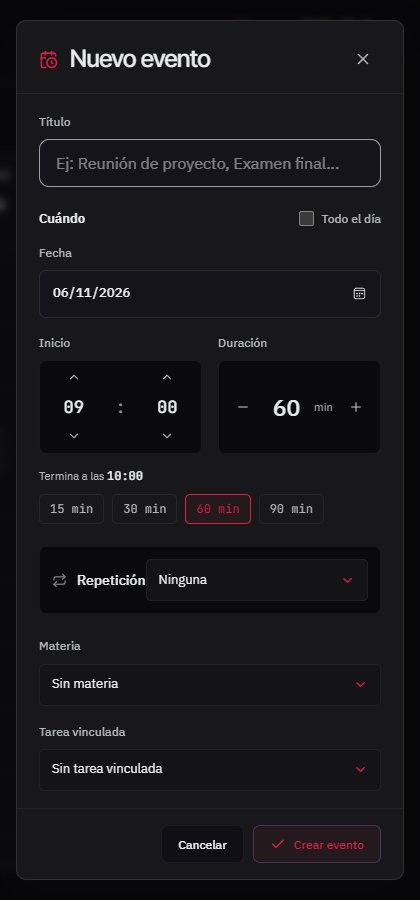 Nuevo evento
Título
Ej: Reunión de proyecto, Examen final...
Cuándo
Todo el día
Fecha
06/11/2026
Inicio
Duración
09 : 00
60 min
Termina a las 10:00
15 min
30 min
60 min
90 min
Repetición
Ninguna
Materia
Sin materia
Tarea vinculada
Sin tarea vinculada
Cancelar
Crear evento